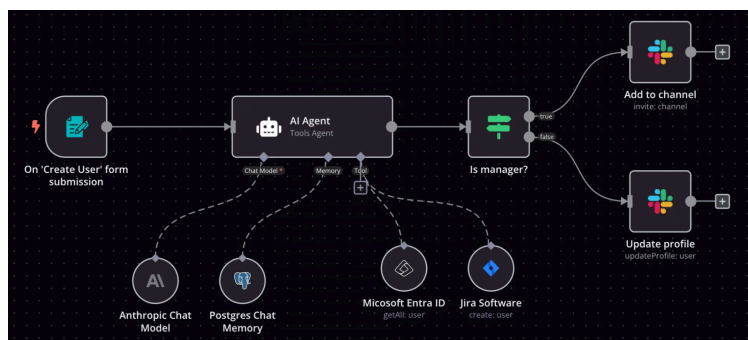 Add to channel
invite: channel
AI Agent
Tools Agent
true
false
On 'Create User' form
submission
Is manager?
Chat Model *
Memory
Tool
Update profile
updateProfile: user
Anthropic Chat
Model
Postgres Chat
Memory
Micosoft Entra ID
getAll: user
Jira Software
create: user